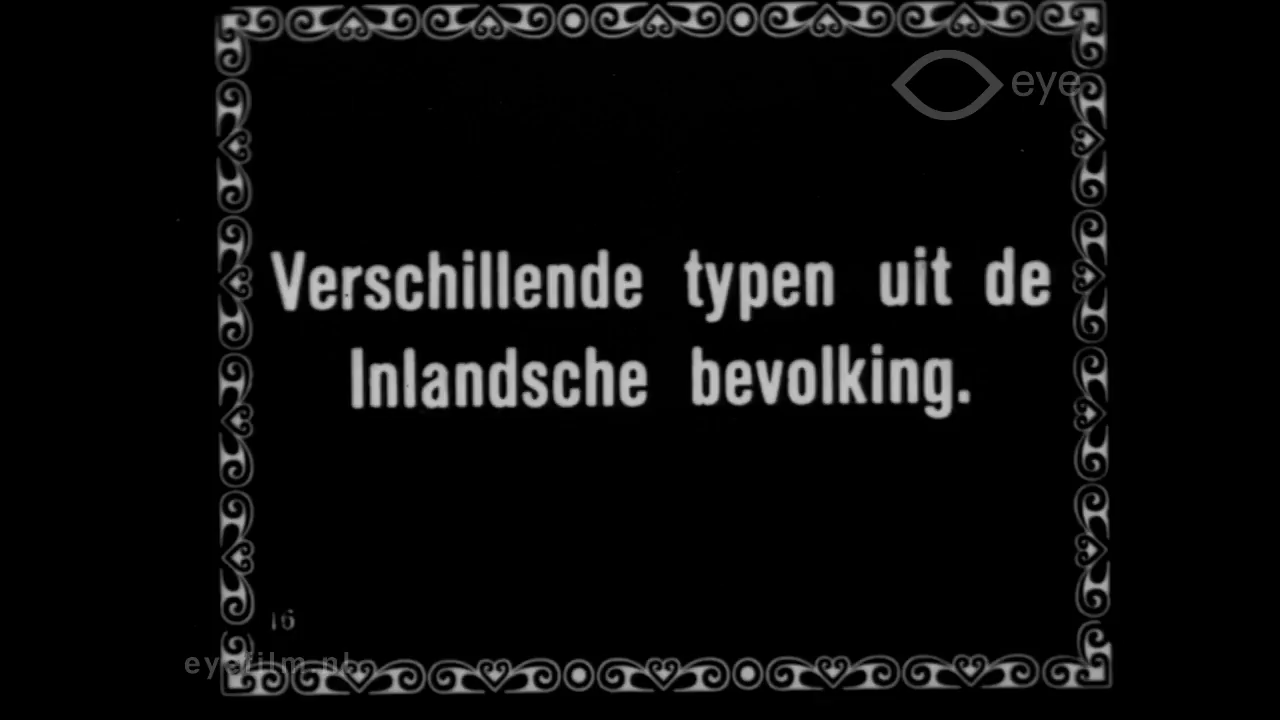 eye
Verschillende typen uit de
Inlandsche bevolking.
16
eyefilm.nl